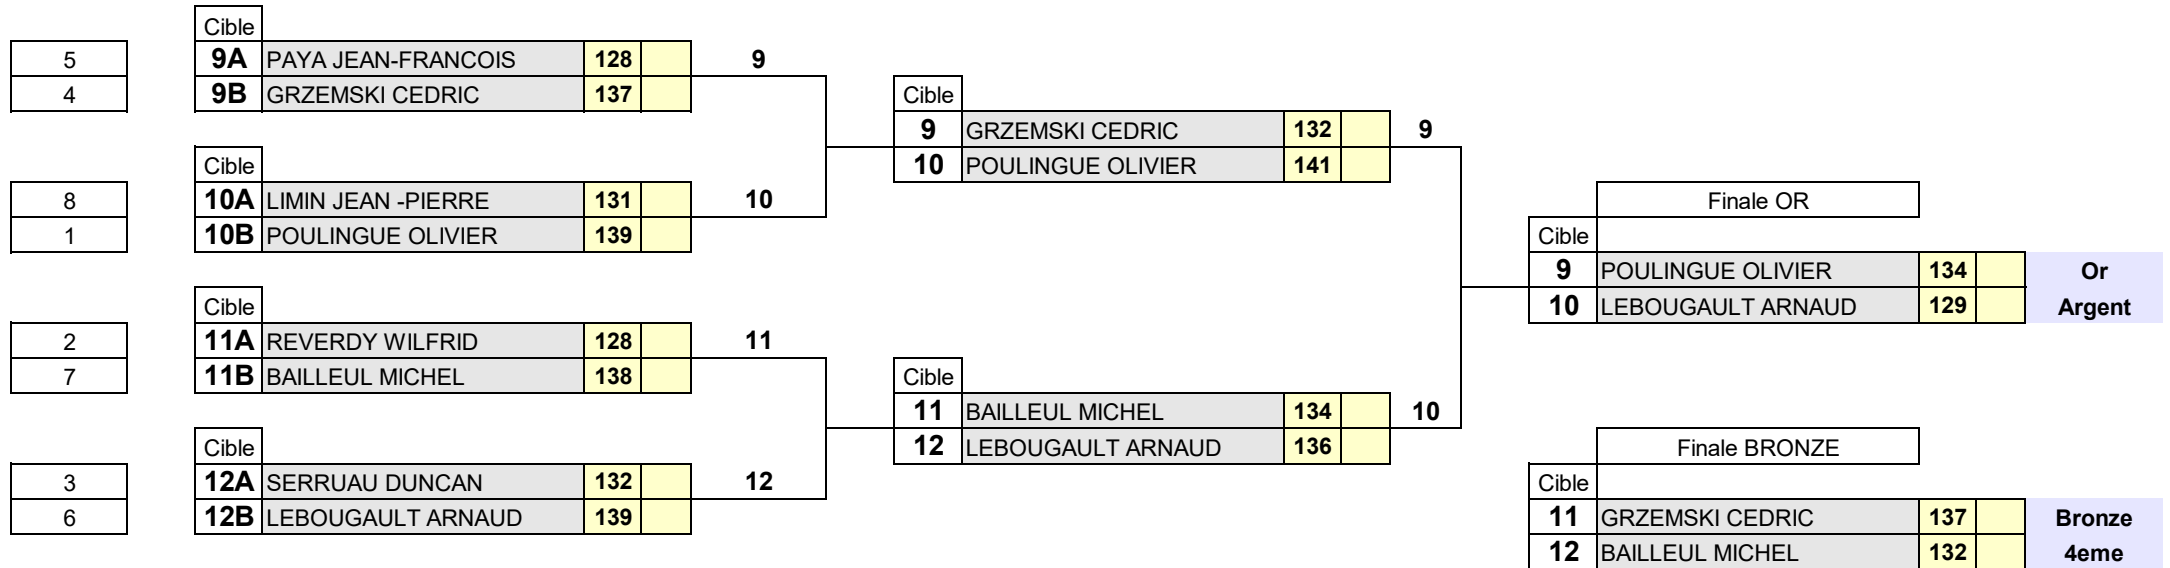 Cible
5 9A PAYA JEAN-FRANCOIS 128 9
4 9B GRZEMSKI CEDRIC 137
Cible
9 GRZEMSKI CEDRIC 132 9
10 POULINGUE OLIVIER 141
Cible
8 10A LIMIN JEAN -PIERRE 131 10
1 10B POULINGUE OLIVIER 139
Finale OR
Cible
9 POULINGUE OLIVIER 134 Or
10 LEBOUGAULT ARNAUD 129 Argent
Cible
2 11A REVERDY WILFRID 128 11
7 11B BAILLEUL MICHEL 138
Cible
11 BAILLEUL MICHEL 134 10
12 LEBOUGAULT ARNAUD 136
Cible
3 12A SERRUAU DUNCAN 132 12
6 12B LEBOUGAULT ARNAUD 139
Finale BRONZE
Cible
11 GRZEMSKI CEDRIC 137 Bronze
12 BAILLEUL MICHEL 132 4eme